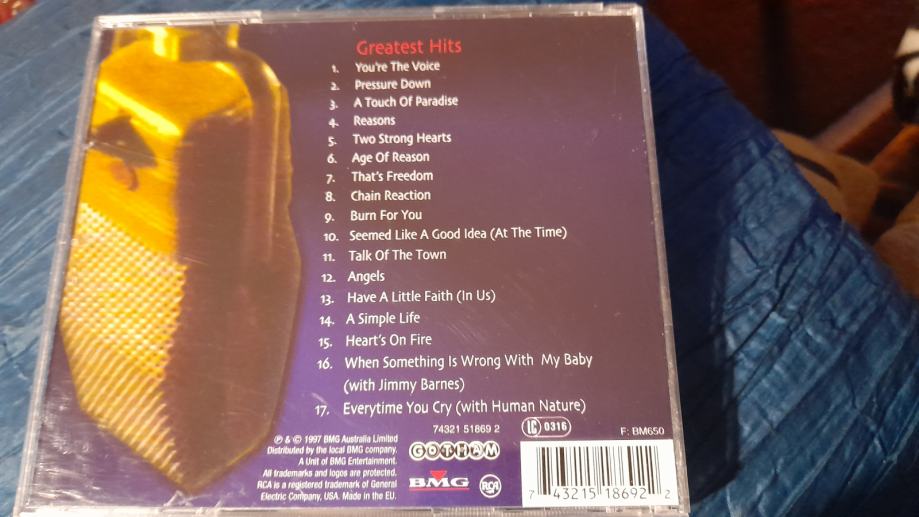 Greatest Hits
1. You're The Voice
2. Pressure Down
3. A Touch Of Paradise
4. Reasons
5. Two Strong Hearts
6. Age Of Reason
7. That's Freedom
8. Chain Reaction
9. Burn For You
10. Seemed Like A Good Idea (At The Time)
11. Talk Of The Town
12. Angels
13. Have A Little Faith (In Us)
14. A Simple Life
15. Heart's On Fire
16. When Something Is Wrong With My Baby
(with Jimmy Barnes)
17. Everytime You Cry (with Human Nature)
℗ & © 1997 BMG Australia Limited
Distributed by the local BMG company.
A Unit of BMG Entertainment.
All trademarks and logos are protected.
RCA is a registered trademark of General
Electric Company, USA. Made in the EU.
74321 51869 2
GOTHAM
BMG
RCA
LC 0316
F: BM650
7 43215 18692 2